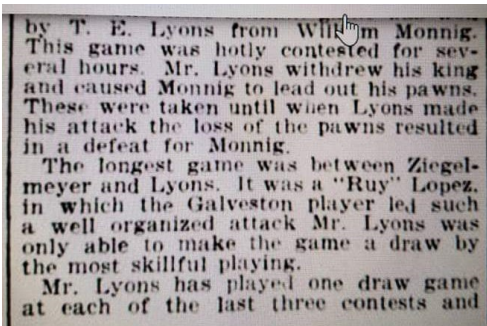 by T. E. Lyons from William Monnig.
This game was hotly contested for sev-
eral hours. Mr. Lyons withdrew his king
and caused Monnig to lead out his pawns.
These were taken until when Lyons made
his attack the loss of the pawns resulted
in a defeat for Monnig.
The longest game was between Ziegel-
meyer and Lyons. It was a "Ruy" Lopez,
in which the Galveston player led such
a well organized attack Mr. Lyons was
only able to make the game a draw by
the most skillful playing.
Mr. Lyons has played one draw game
at each of the last three contests and